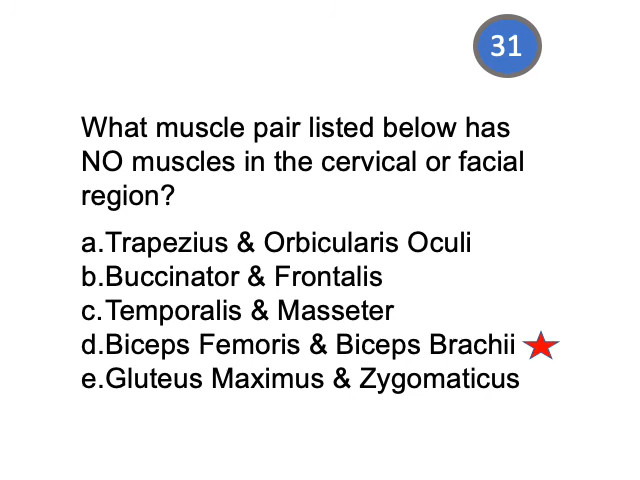 31
What muscle pair listed below has
NO muscles in the cervical or facial
region?
a.Trapezius & Orbicularis Oculi
b.Buccinator & Frontalis
c.Temporalis & Masseter
d.Biceps Femoris & Biceps Brachii
e.Gluteus Maximus & Zygomaticus